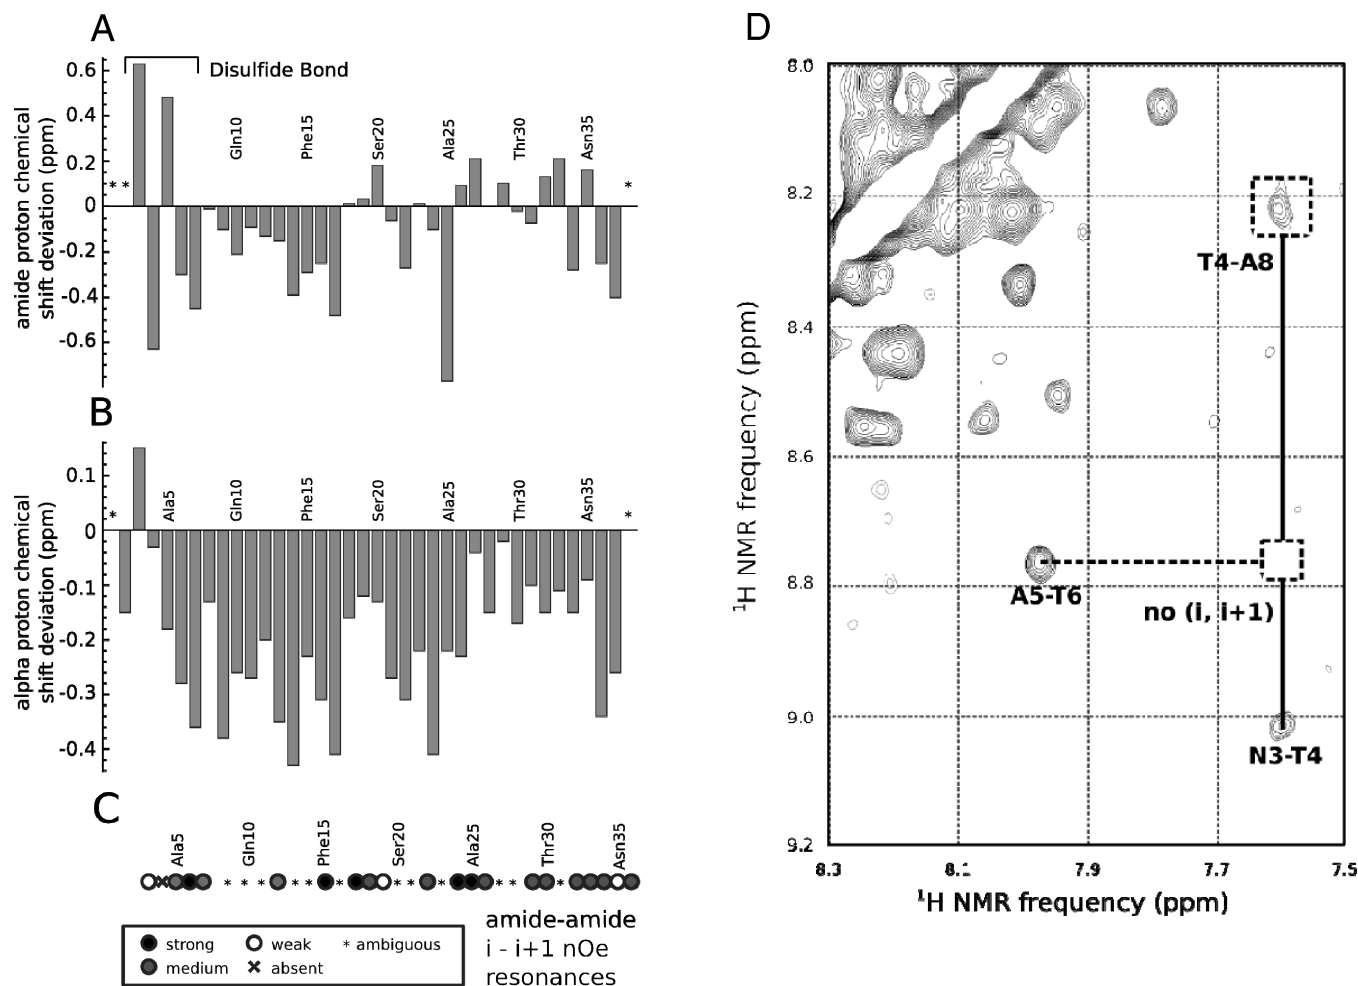 A
Disulfide Bond
amide proton chemical
shift deviation (ppm)
0.6
0.4
0.2
0
-0.2
-0.4
-0.6
* *
Gln10
Phe15
Ser20
Ala25
Thr30
Asn35
*
B
alpha proton chemical
shift deviation (ppm)
0.1
0
-0.1
-0.2
-0.3
-0.4
*
Ala5
Gln10
Phe15
Ser20
Ala25
Thr30
Asn35
*
C
Ala5
Gln10
Phe15
Ser20
Ala25
Thr30
Asn35
* * * * * * * * * * * *
strong
weak
* ambiguous
medium
absent
amide-amide
i - i+1 nOe
resonances
D
¹H NMR frequency (ppm)
8.0
8.2
8.4
8.6
8.8
9.0
9.2
T4-A8
A5-T6
no (i, i+1)
N3-T4
8.3
8.1
7.9
7.7
7.5
¹H NMR frequency (ppm)